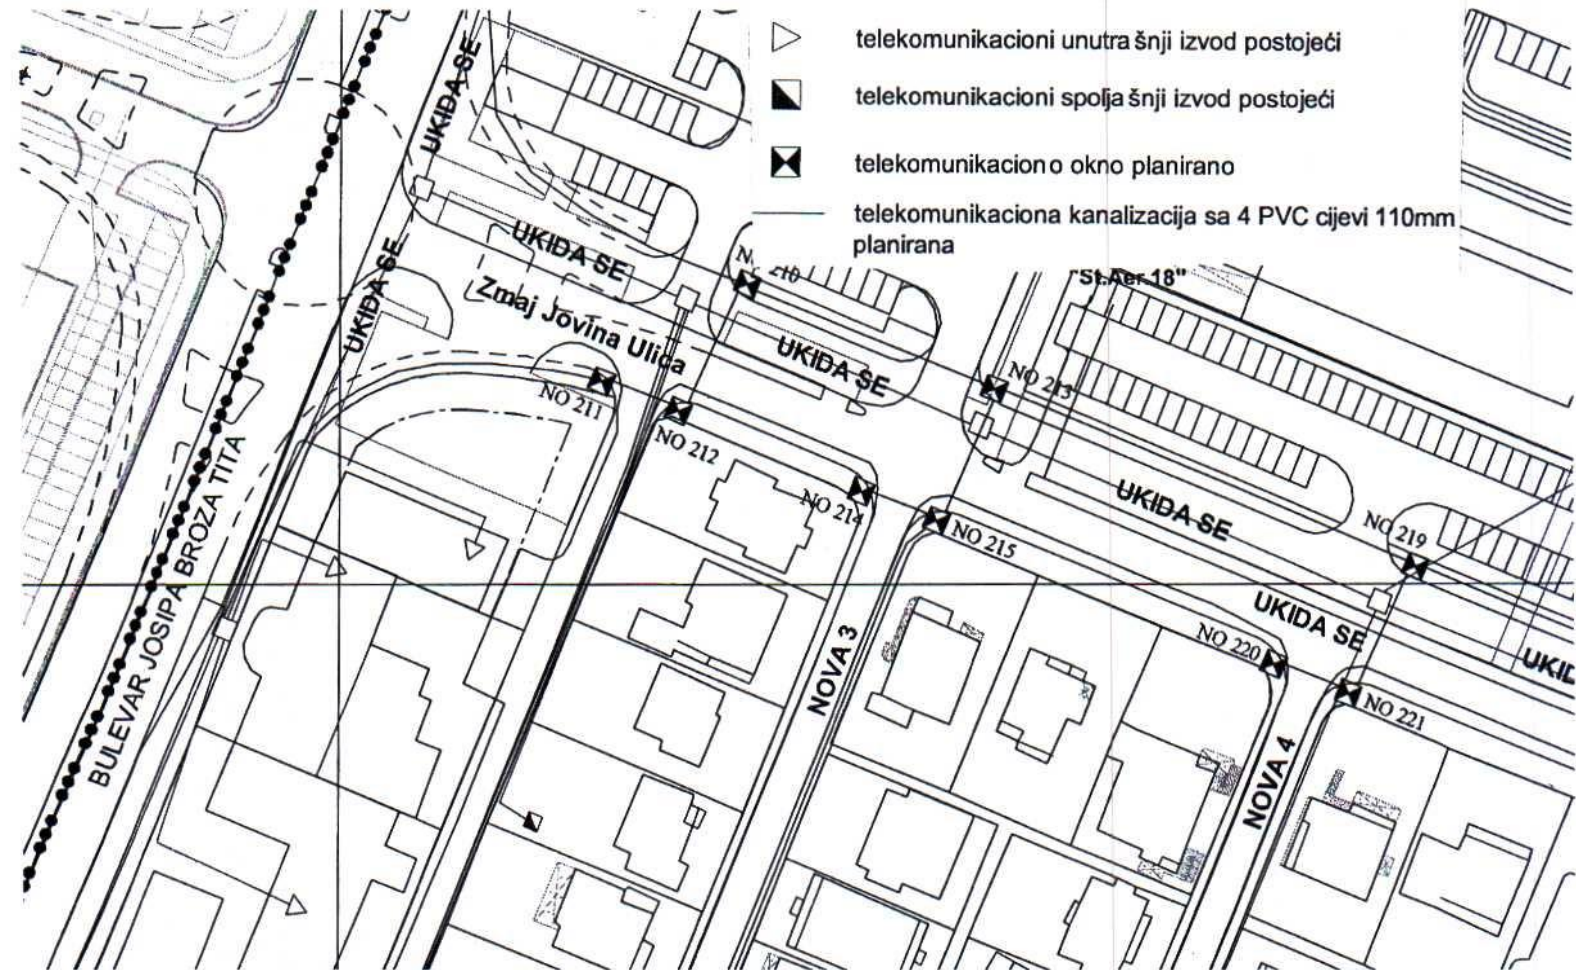 telekomunikacioni unutrašnji izvod postojeći
telekomunikacioni spoljašnji izvod postojeći
telekomunikaciono okno planirano
telekomunikaciona kanalizacija sa 4 PVC cijevi 110mm
planirana
UKIDA SE
UKIDA SE
UKIDA SE
Zmaj Jovina Ulica
210
"St.Aer.18"
UKIDA SE
NO 211
NO 212
NO 213
NO 214
NO 215
UKIDA SE
NO 219
UKIDA SE
NO 220
UKID
NO 221
BULEVAR JOSIPA BROZA TITA
NOVA 3
NOVA 4